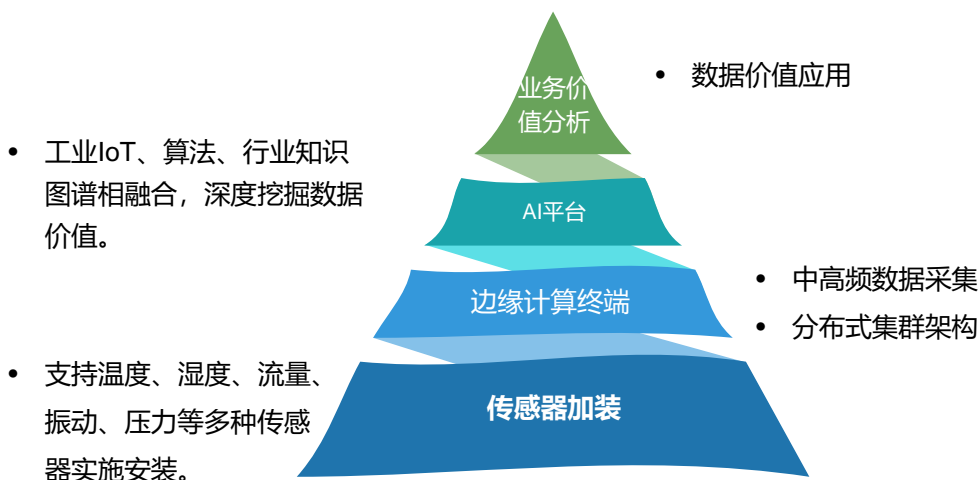 业务价
值分析
• 数据价值应用
• 工业IoT、算法、行业知识
图谱相融合，深度挖掘数据
价值。
AI平台
边缘计算终端
• 中高频数据采集
• 分布式集群架构
• 支持温度、湿度、流量、
振动、压力等多种传感
器实施安装。
传感器加装